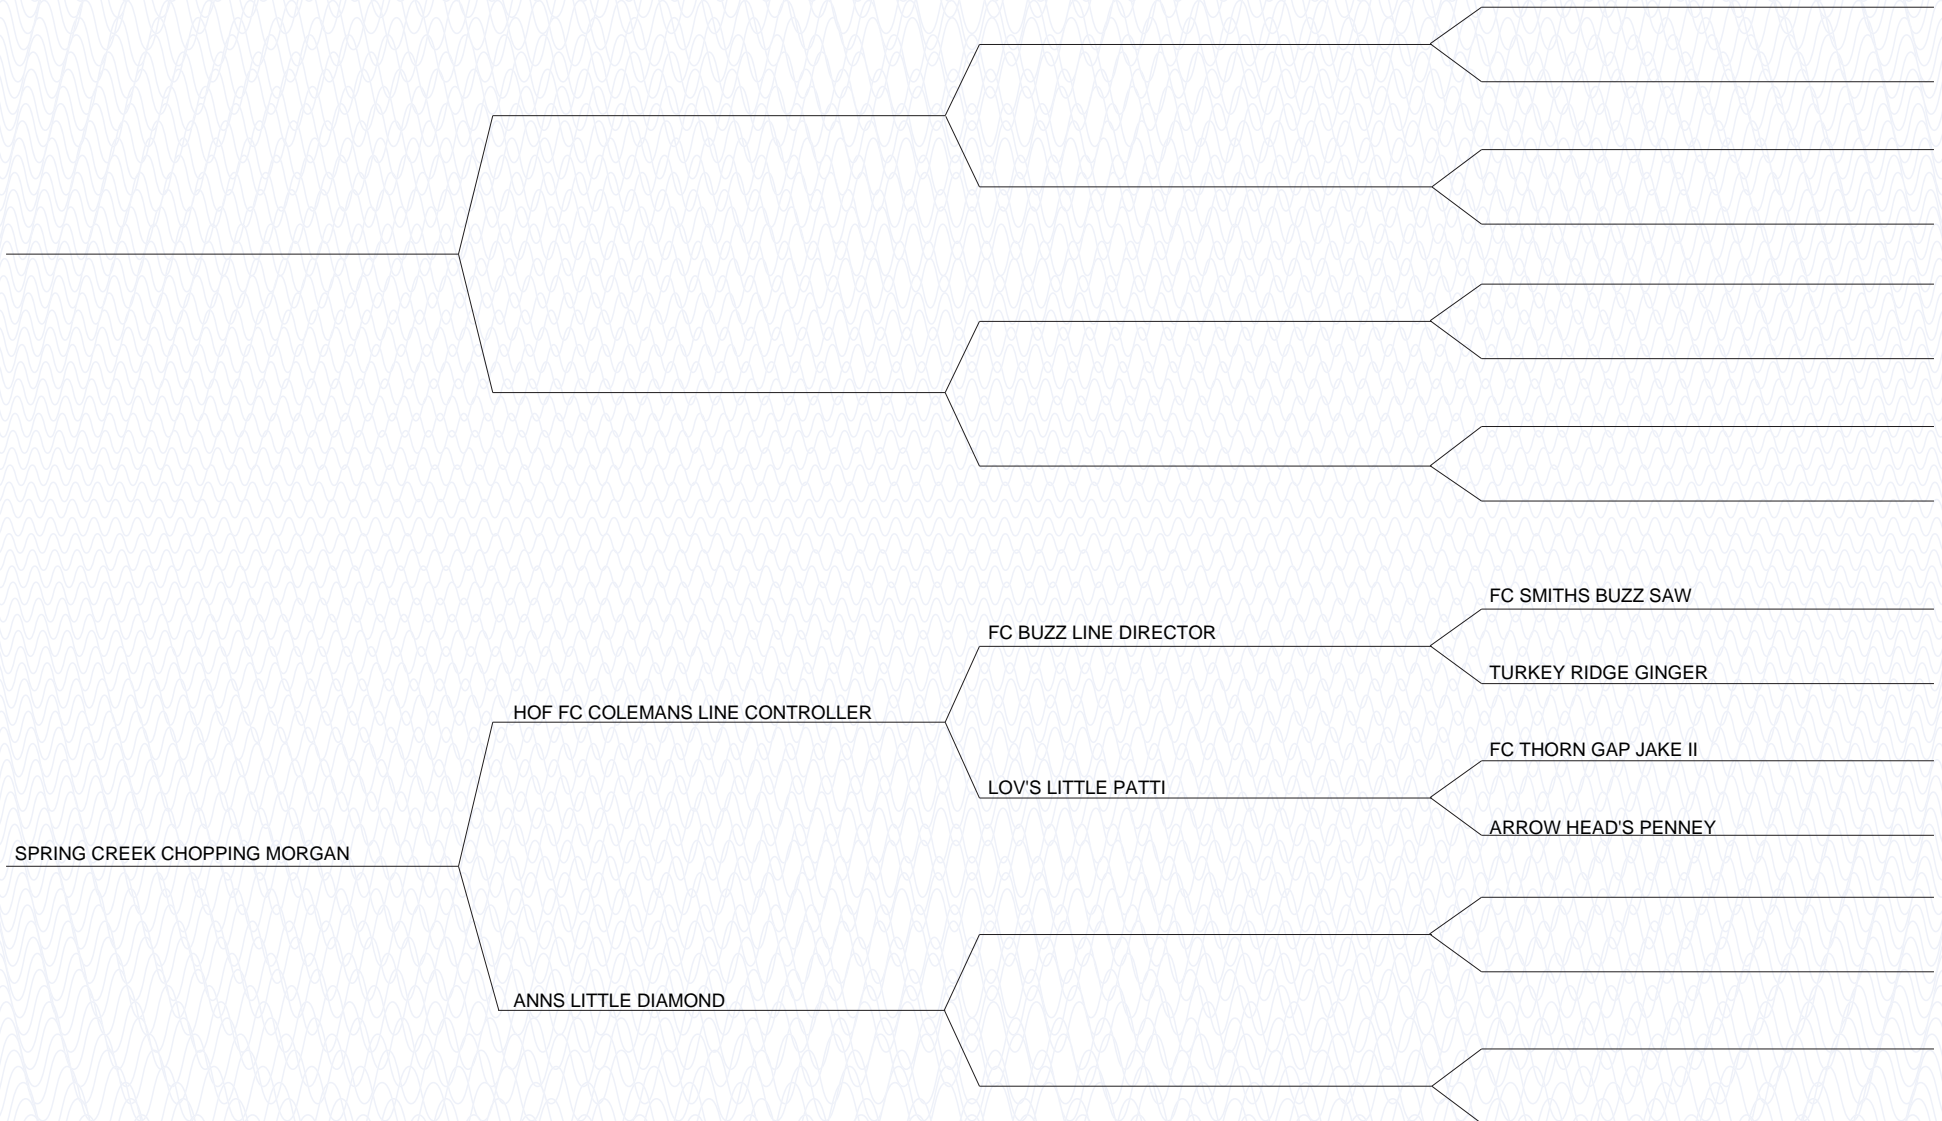 FC SMITHS BUZZ SAW
FC BUZZ LINE DIRECTOR
TURKEY RIDGE GINGER
HOF FC COLEMANS LINE CONTROLLER
FC THORN GAP JAKE II
LOV'S LITTLE PATTI
ARROW HEAD'S PENNEY
SPRING CREEK CHOPPING MORGAN
ANNS LITTLE DIAMOND